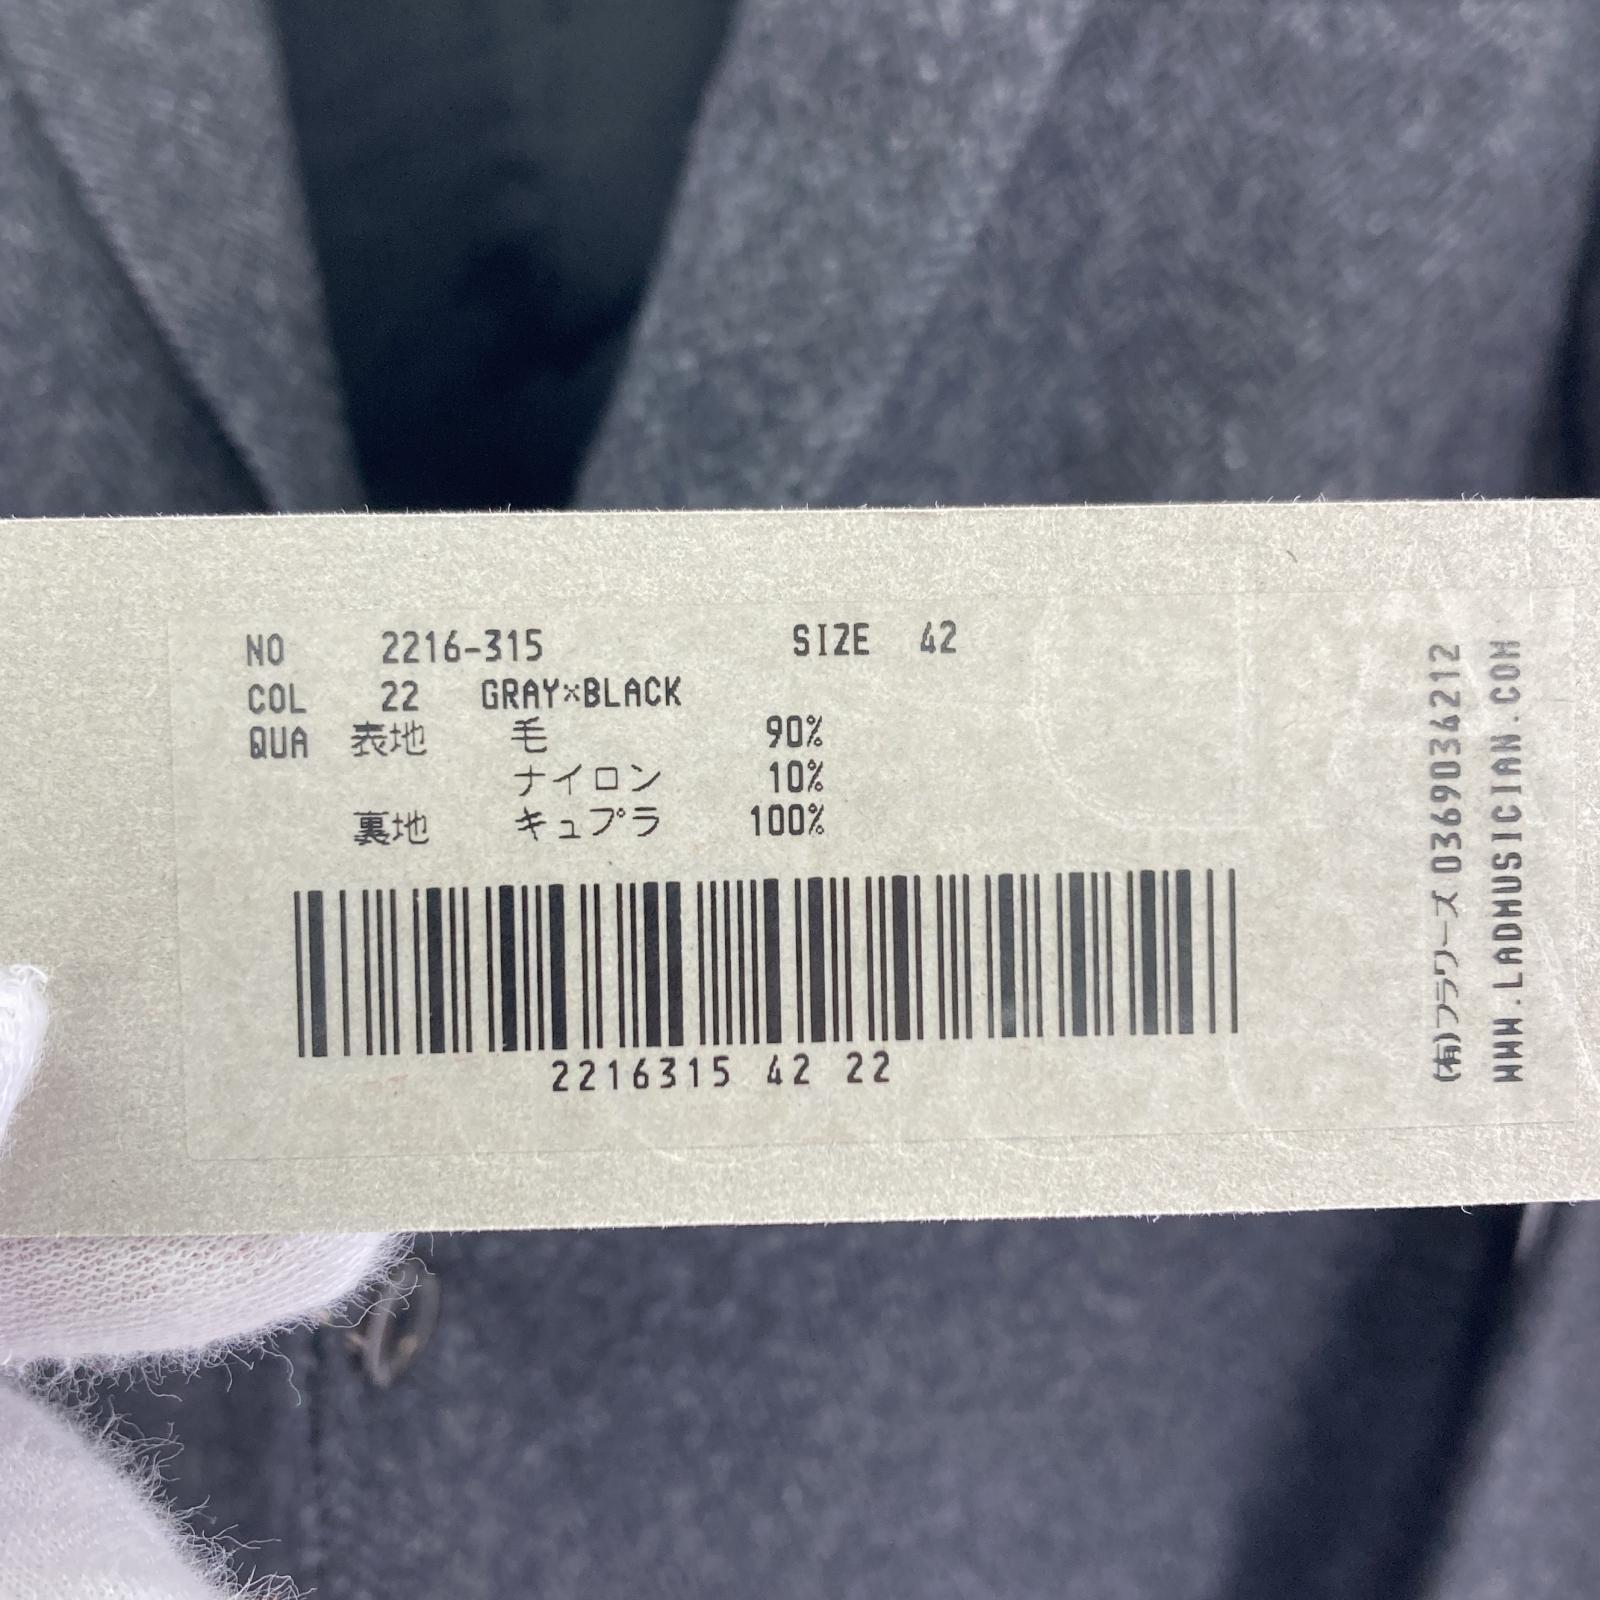 NO 2216-315 SIZE 42
COL 22 GRAY×BLACK
QUA 表地 毛 90%
ナイロン 10%
裏地 キュプラ 100%
2216315 42 22
(有)フラワーズ 0369034212
WWW.LADMUSICIAN.COM